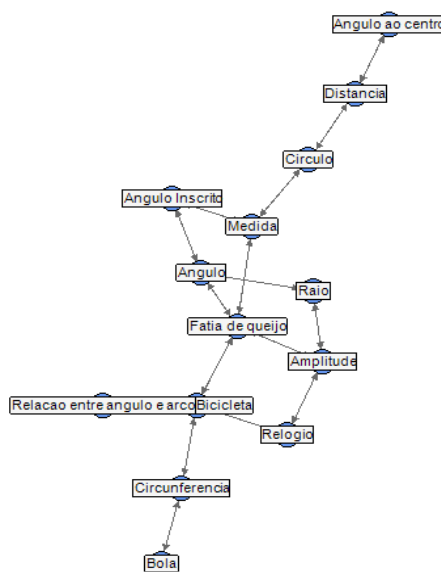 Angulo ao centro
Distancia
Circulo
Angulo Inscrito
Medida
Angulo
Raio
Fatia de queijo
Amplitude
Relacao entre angulo e arco
Bicicleta
Relogio
Circunferencia
Bola